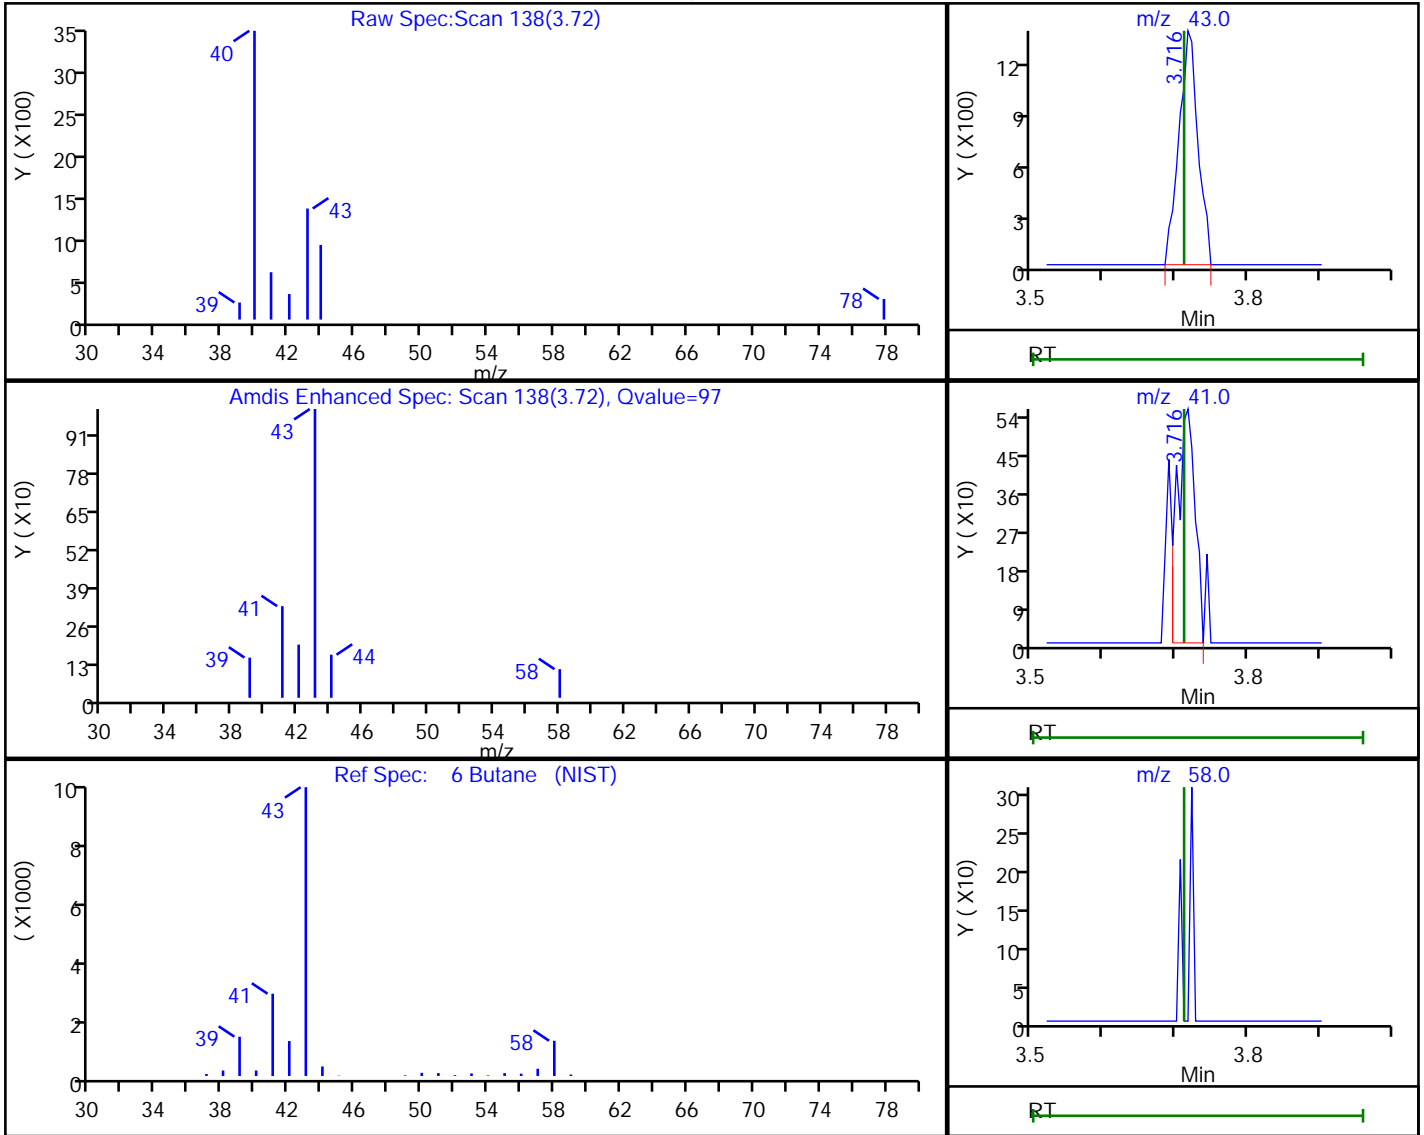 Raw Spec:Scan 138(3.72)
Y ( X100)
35
30
25
20
15
10
5
0
40
39
43
78
30 34 38 42 46 50 54 58 62 66 70 74 78
m/z
m/z 43.0
Y ( X100)
12
9
6
3
0
3.716
3.5 3.8
Min
RT
Amdis Enhanced Spec: Scan 138(3.72), Qvalue=97
Y ( X10)
91
78
65
52
39
26
13
0
43
41
39
44
58
30 34 38 42 46 50 54 58 62 66 70 74 78
m/z
m/z 41.0
Y ( X10)
54
45
36
27
18
9
0
3.716
3.5 3.8
Min
RT
Ref Spec: 6 Butane (NIST)
( X1000)
10
8
6
4
2
0
43
41
39
58
30 34 38 42 46 50 54 58 62 66 70 74 78
m/z 58.0
Y ( X10)
30
25
20
15
10
5
0
3.5 3.8
Min
RT